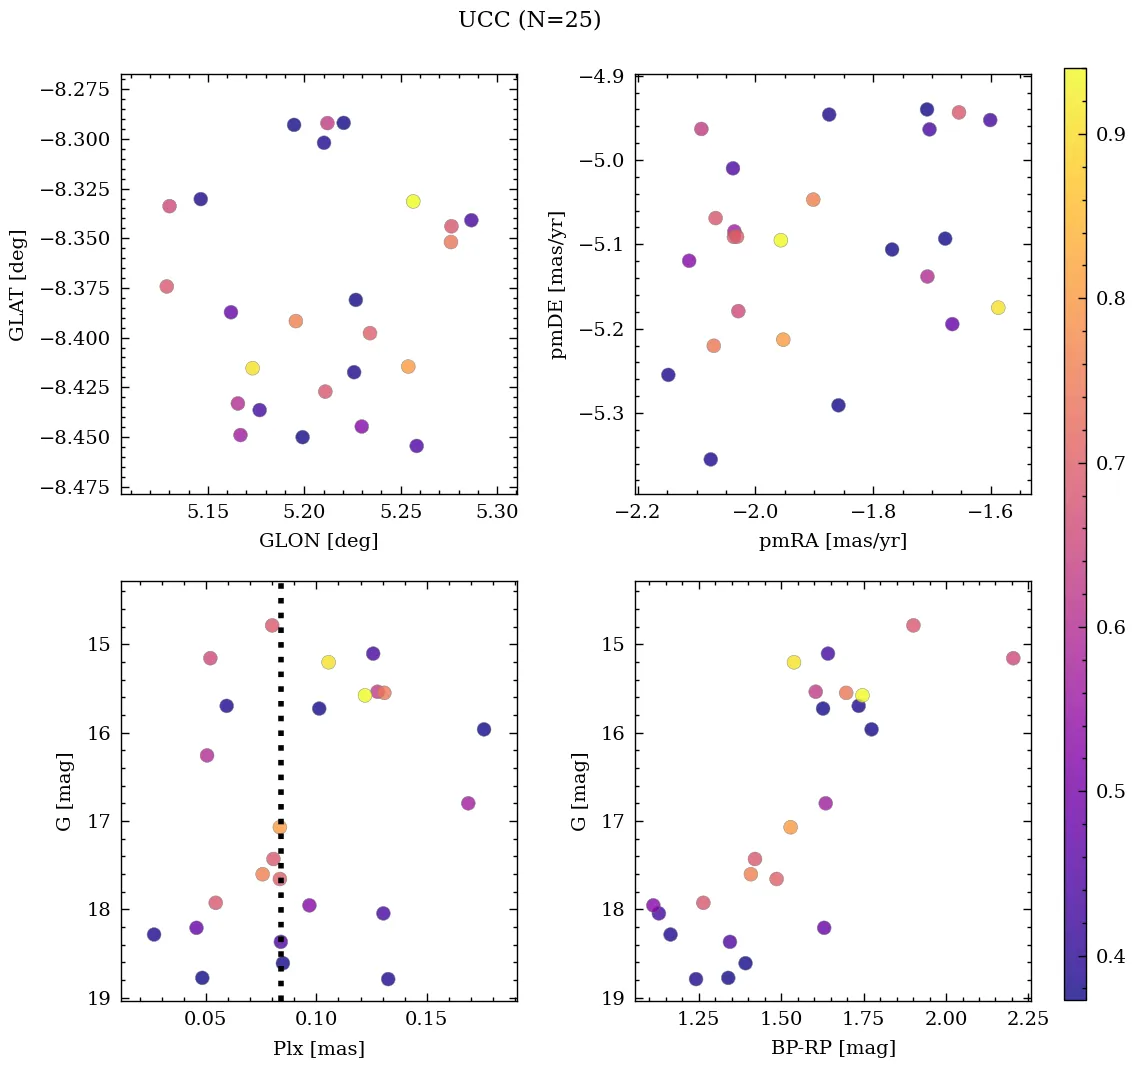 UCC (N=25)
−8.275
−8.300
−8.325
−8.350
−8.375
−8.400
−8.425
−8.450
−8.475
GLAT [deg]
5.15 5.20 5.25 5.30
GLON [deg]
−4.9
−5.0
−5.1
−5.2
−5.3
pmDE [mas/yr]
−2.2 −2.0 −1.8 −1.6
pmRA [mas/yr]
15
16
17
18
19
G [mag]
0.05 0.10 0.15
Plx [mas]
15
16
17
18
19
G [mag]
1.25 1.50 1.75 2.00 2.25
BP-RP [mag]
0.9
0.8
0.7
0.6
0.5
0.4